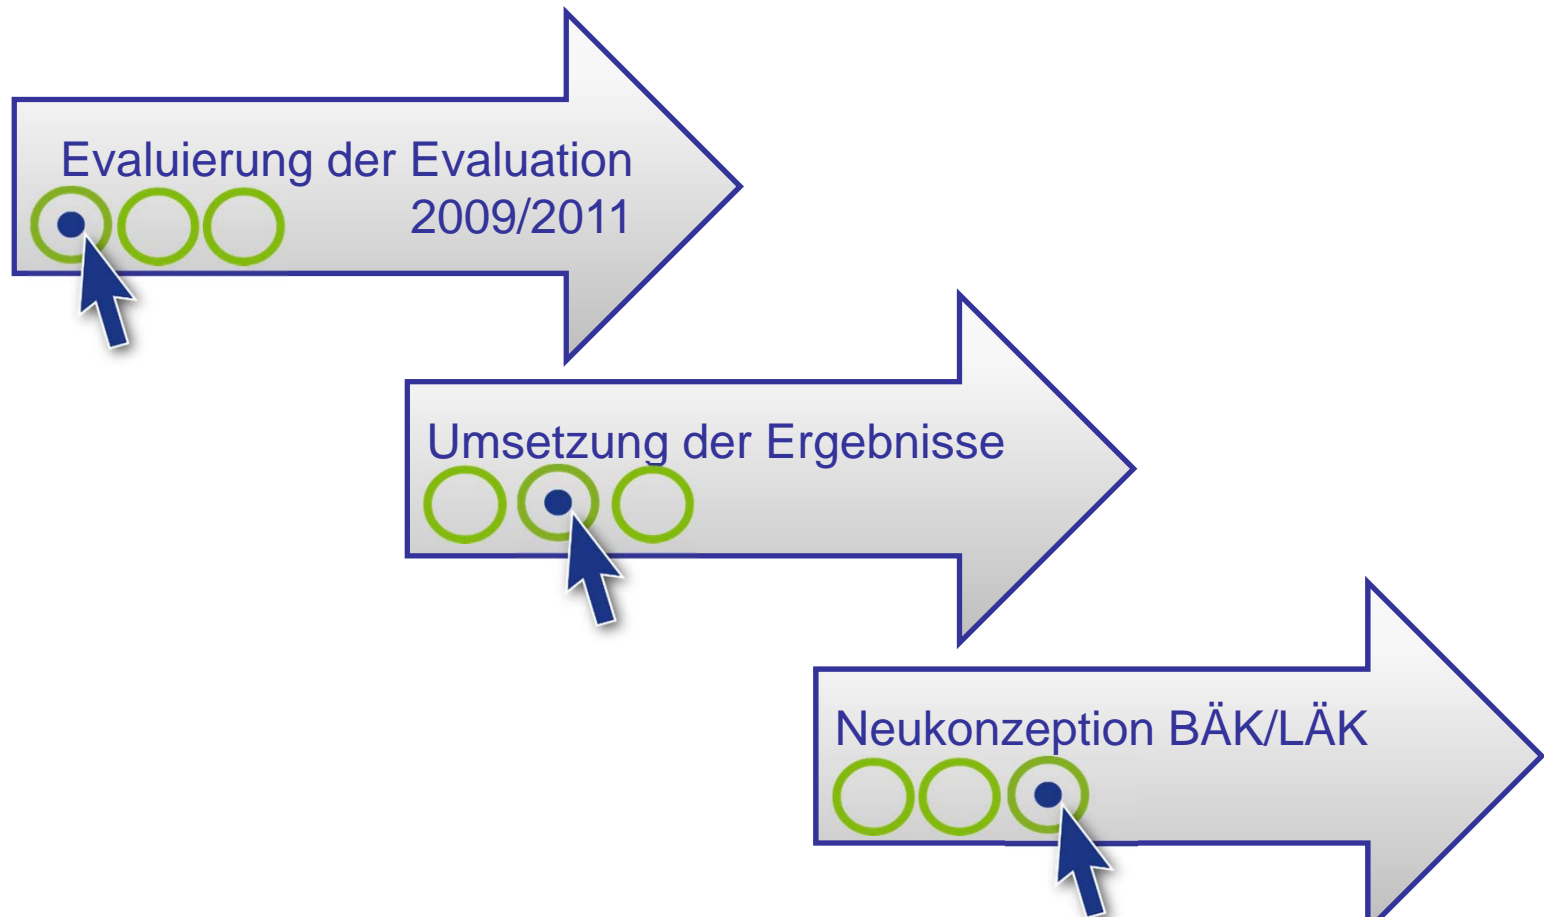 Evaluierung der Evaluation
2009/2011
Umsetzung der Ergebnisse
Neukonzeption BÄK/LÄK